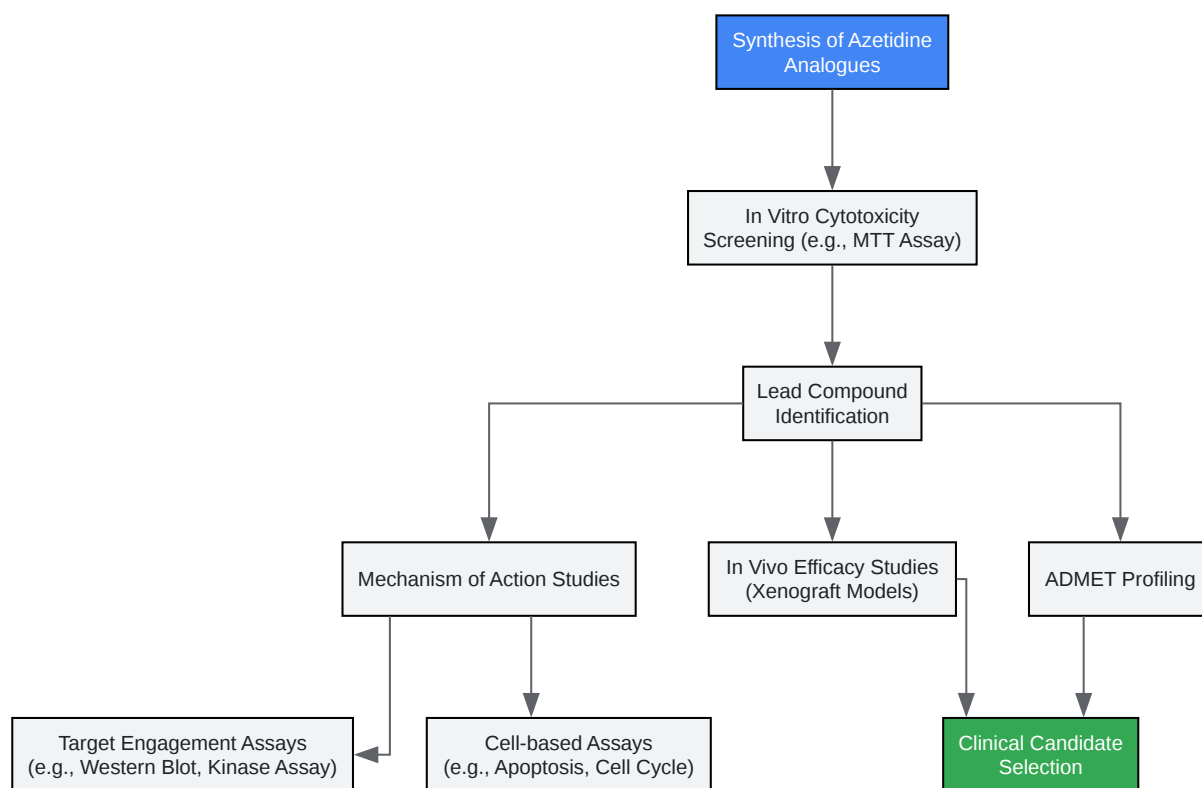 Synthesis of Azetidine
Analogues
In Vitro Cytotoxicity
Screening (e.g., MTT Assay)
Lead Compound
Identification
Mechanism of Action Studies
In Vivo Efficacy Studies
(Xenograft Models)
ADMET Profiling
Target Engagement Assays
(e.g., Western Blot, Kinase Assay)
Cell-based Assays
(e.g., Apoptosis, Cell Cycle)
Clinical Candidate
Selection